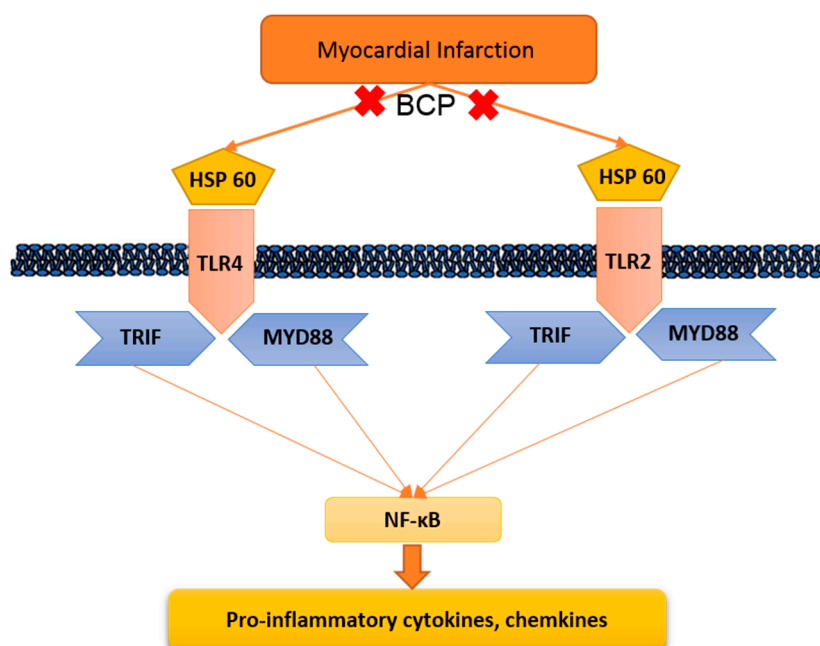 Myocardial Infarction
BCP
HSP 60
HSP 60
TLR4
TLR2
TRIF
MYD88
TRIF
MYD88
NF-κB
Pro-inflammatory cytokines, chemkines